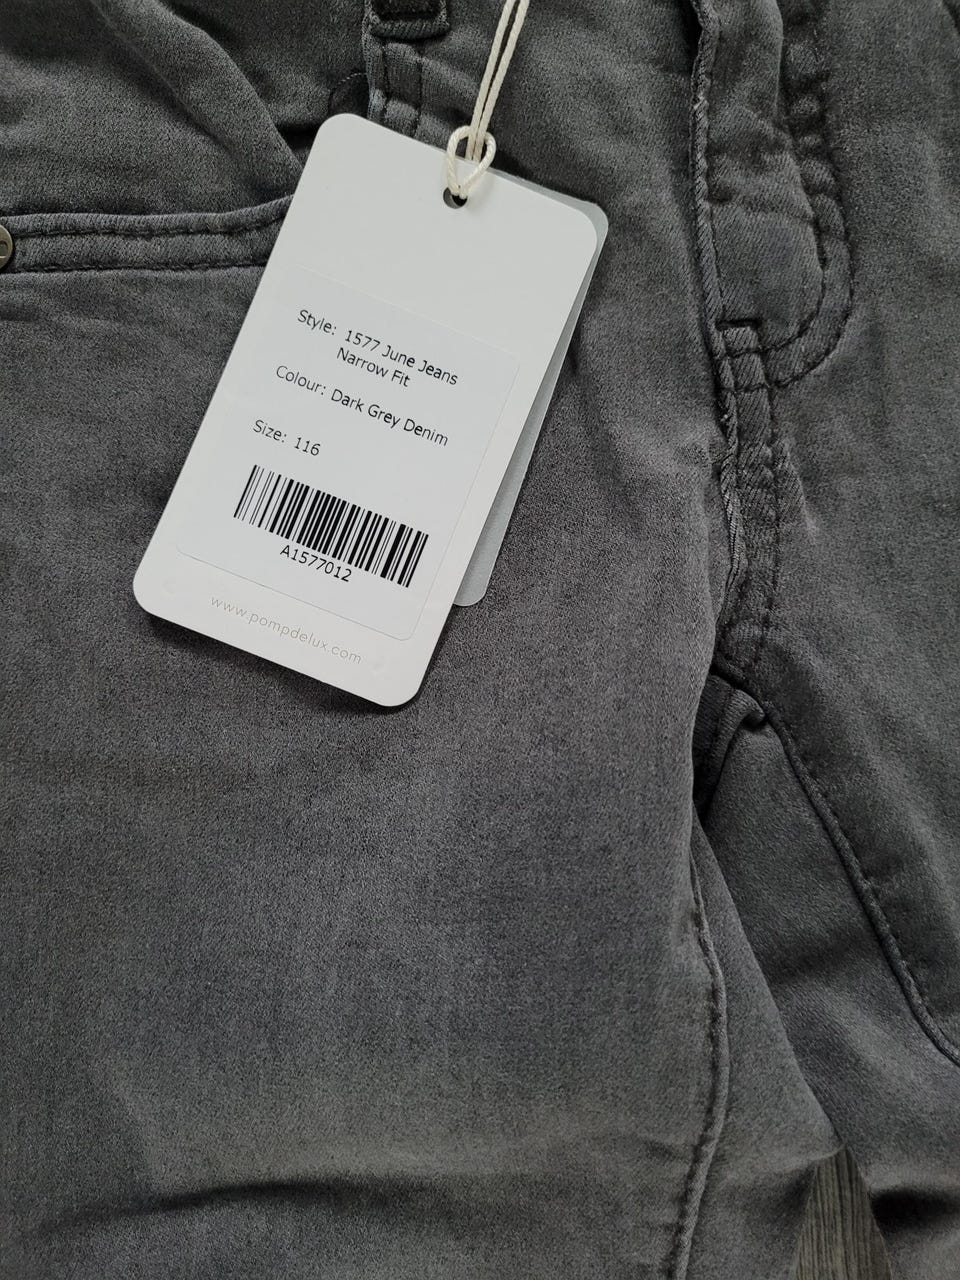 Style: 1577 June Jeans
Narrow Fit
Colour: Dark Grey Denim
Size: 116
A1577012
www.pompdelux.com